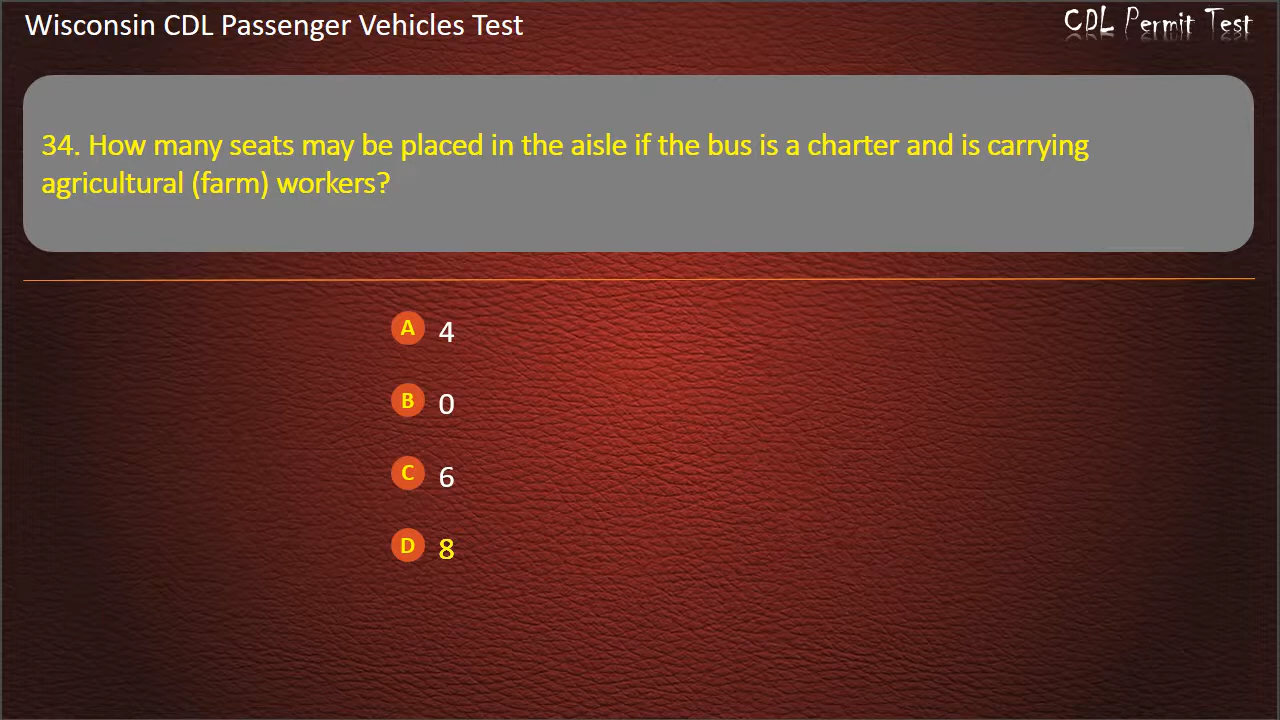 Wisconsin CDL Passenger Vehicles Test
CDL Permit Test
34. How many seats may be placed in the aisle if the bus is a charter and is carrying
agricultural (farm) workers?
A 4
B 0
C 6
D 8